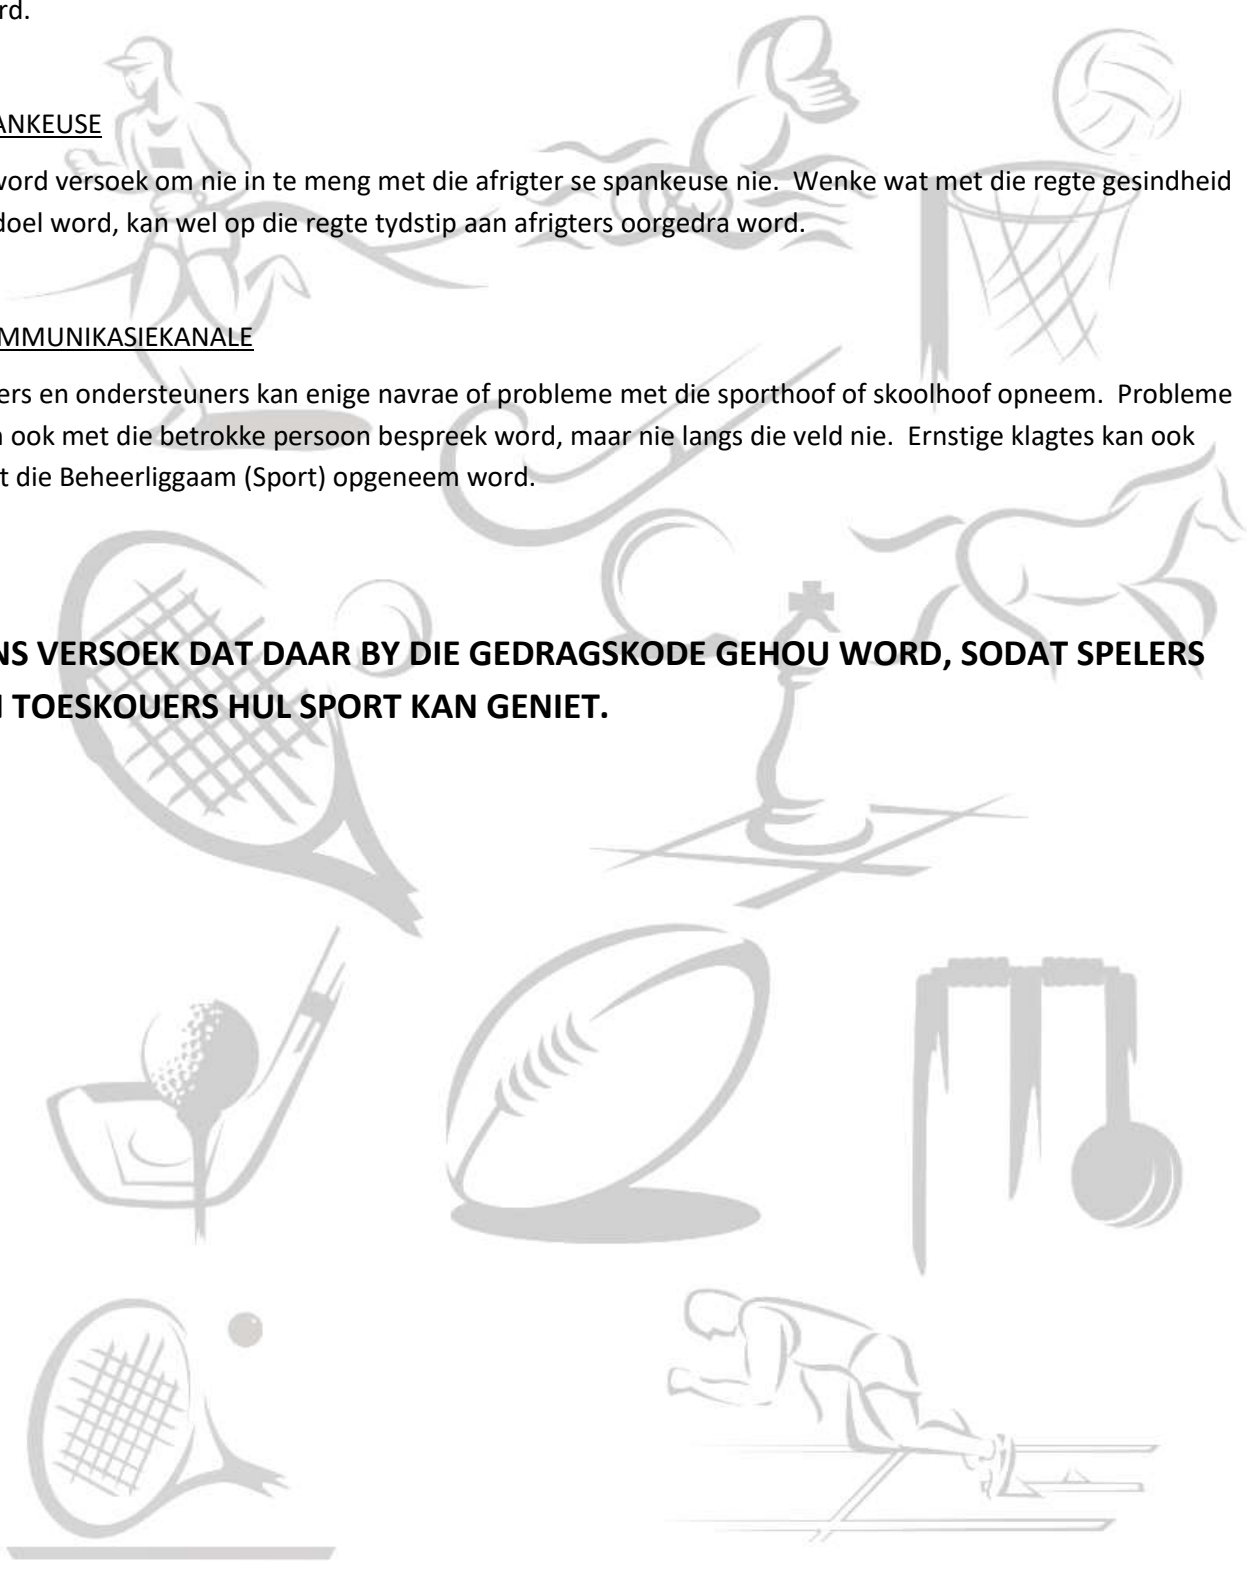 rd.
ANKEUSE
word versoek om nie in te meng met die afrigter se spankeuse nie.  Wenke wat met die regte gesindheid
doel word, kan wel op die regte tydstip aan afrigters oorgedra word.
MMUNIKASIEKANALE
ers en ondersteuners kan enige navrae of probleme met die sporthoof of skoolhoof opneem.  Probleme
n ook met die betrokke persoon bespreek word, maar nie langs die veld nie.  Ernstige klagtes kan ook
t die Beheerliggaam (Sport) opgeneem word.
NS VERSOEK DAT DAAR BY DIE GEDRAGSKODE GEHOU WORD, SODAT SPELERS
N TOESKOUERS HUL SPORT KAN GENIET.